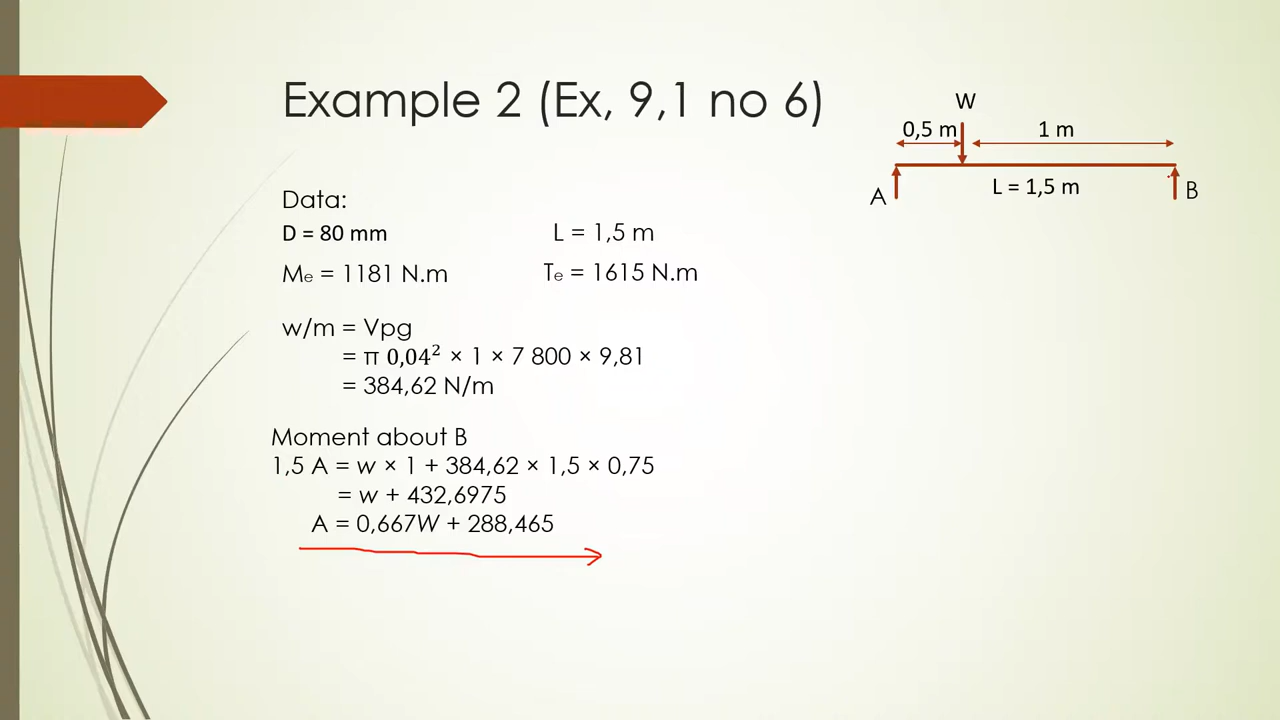 Example 2 (Ex, 9,1 no 6)
W
0,5 m
1 m
L = 1,5 m
A
B
Data:
D = 80 mm
L = 1,5 m
Mₑ = 1181 N.m
Tₑ = 1615 N.m
w/m = Vpg
= π 0,04² × 1 × 7 800 × 9,81
= 384,62 N/m
Moment about B
1,5 A = w × 1 + 384,62 × 1,5 × 0,75
= w + 432,6975
A = 0,667W + 288,465